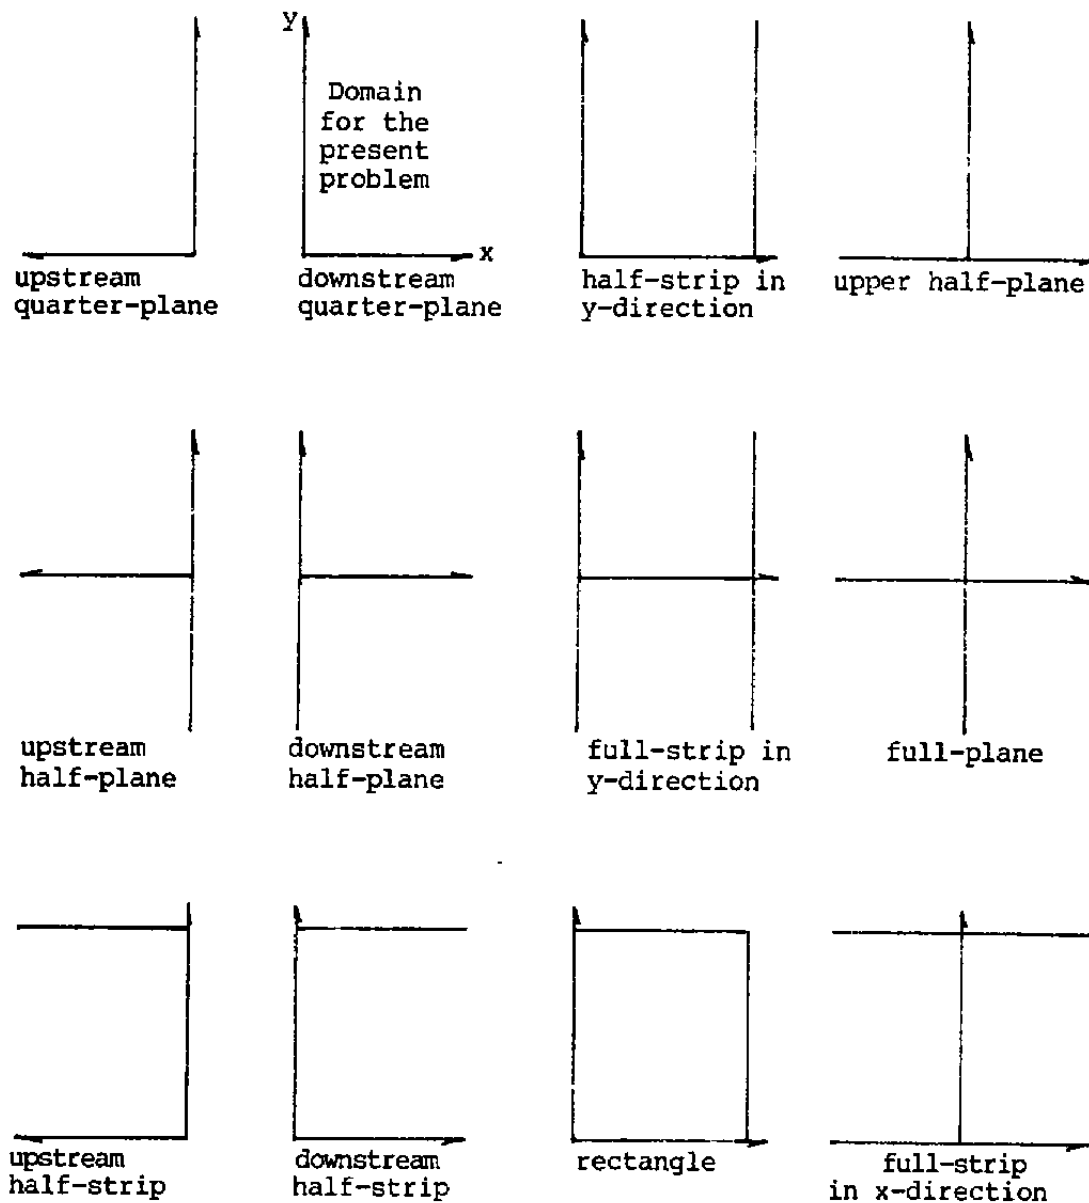 y
Domain
for the
present
problem
x
upstream
quarter-plane
downstream
quarter-plane
half-strip in
y-direction
upper half-plane
upstream
half-plane
downstream
half-plane
full-strip in
y-direction
full-plane
upstream
half-strip
downstream
half-strip
rectangle
full-strip
in x-direction